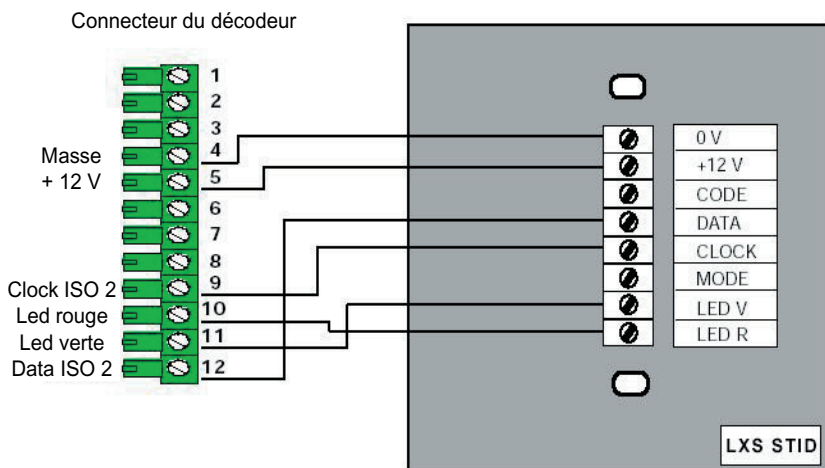 Connecteur du décodeur
1
2
3
Masse 4
+ 12 V 5
6
7
8
Clock ISO 2 9
Led rouge 10
Led verte 11
Data ISO 2 12
0 V
+12 V
CODE
DATA
CLOCK
MODE
LED V
LED R
LXS STID